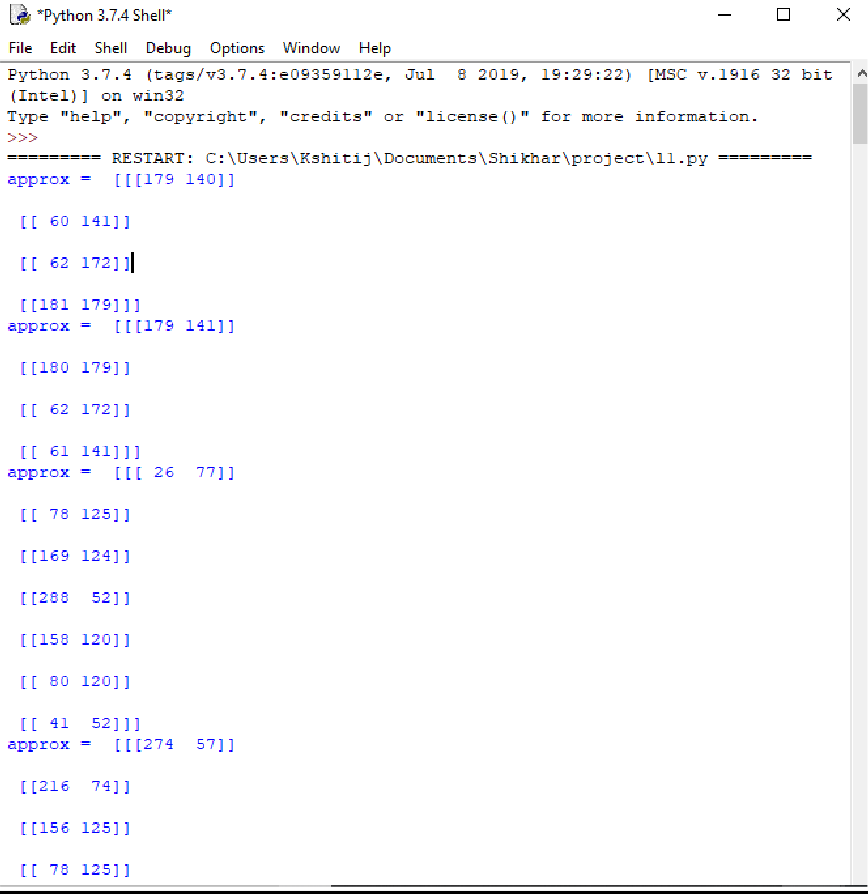 *Python 3.7.4 Shell*
File Edit Shell Debug Options Window Help
Python 3.7.4 (tags/v3.7.4:e09359112e, Jul  8 2019, 19:29:22) [MSC v.1916 32 bit
(Intel)] on win32
Type "help", "copyright", "credits" or "license()" for more information.
>>>
========= RESTART: C:\Users\Kshitij\Documents\Shikhar\project\l1.py =========
approx =  [[[179 140]]
 [[ 60 141]]
 [[ 62 172]]
 [[181 179]]]
approx =  [[[179 141]]
 [[180 179]]
 [[ 62 172]]
 [[ 61 141]]]
approx =  [[[ 26  77]]
 [[ 78 125]]
 [[169 124]]
 [[288  52]]
 [[158 120]]
 [[ 80 120]]
 [[ 41  52]]]
approx =  [[[274  57]]
 [[216  74]]
 [[156 125]]
 [[ 78 125]]